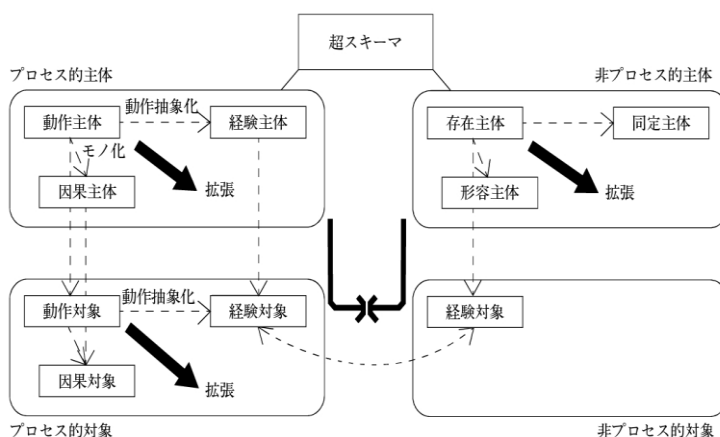 超スキーマ
プロセス的主体
非プロセス的主体
動作主体
動作抽象化
経験主体
モノ化
因果主体
拡張
存在主体
同定主体
形容主体
拡張
動作対象
動作抽象化
経験対象
因果対象
拡張
経験対象
プロセス的対象
非プロセス的対象